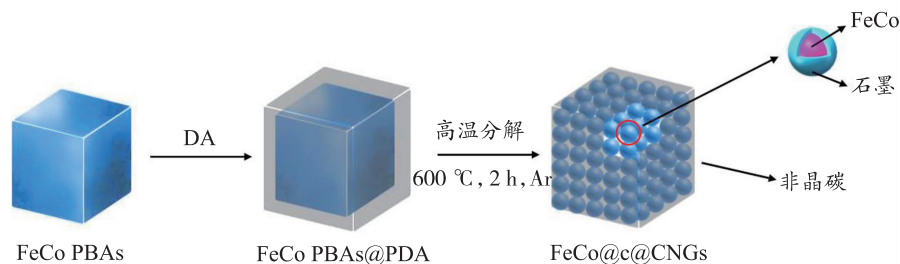 FeCo
石墨
DA
高温分解
600 ℃, 2 h, Ar
非晶碳
FeCo PBAs
FeCo PBAs@PDA
FeCo@c@CNGs